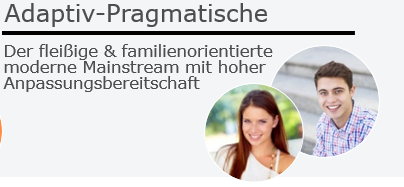 Adaptiv-Pragmatische
Der fleißige & familienorientierte
moderne Mainstream mit hoher
Anpassungsbereitschaft